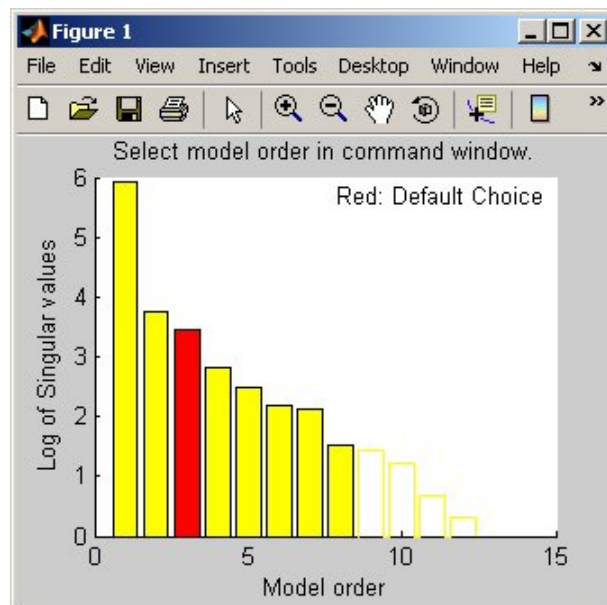 Figure 1
File Edit View Insert Tools Desktop Window Help
Select model order in command window.
Red: Default Choice
6
5
4
3
2
1
0
Log of Singular values
0 5 10 15
Model order